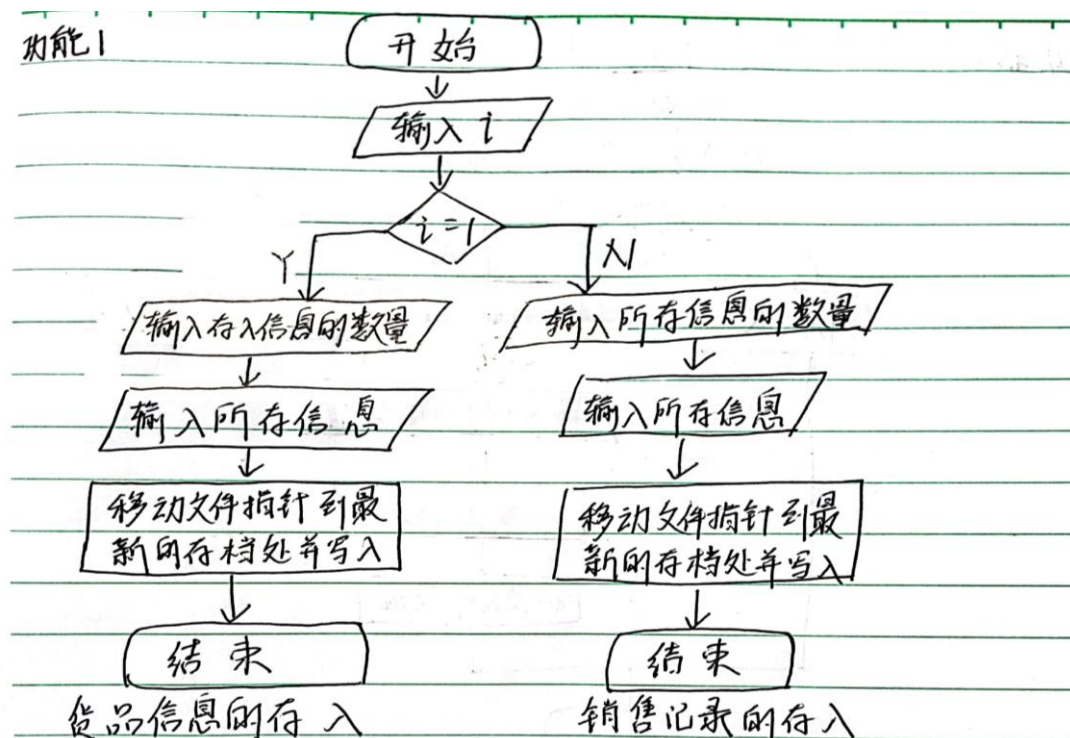 功能1
开始
输入 i
i=1
Y
N
输入存入信息的数量
输入所存信息的数量
输入所存信息
输入所存信息
移动文件指针到最
新的存档处并写入
移动文件指针到最
新的存档处并写入
结束
结束
货品信息的存入
销售记录的存入